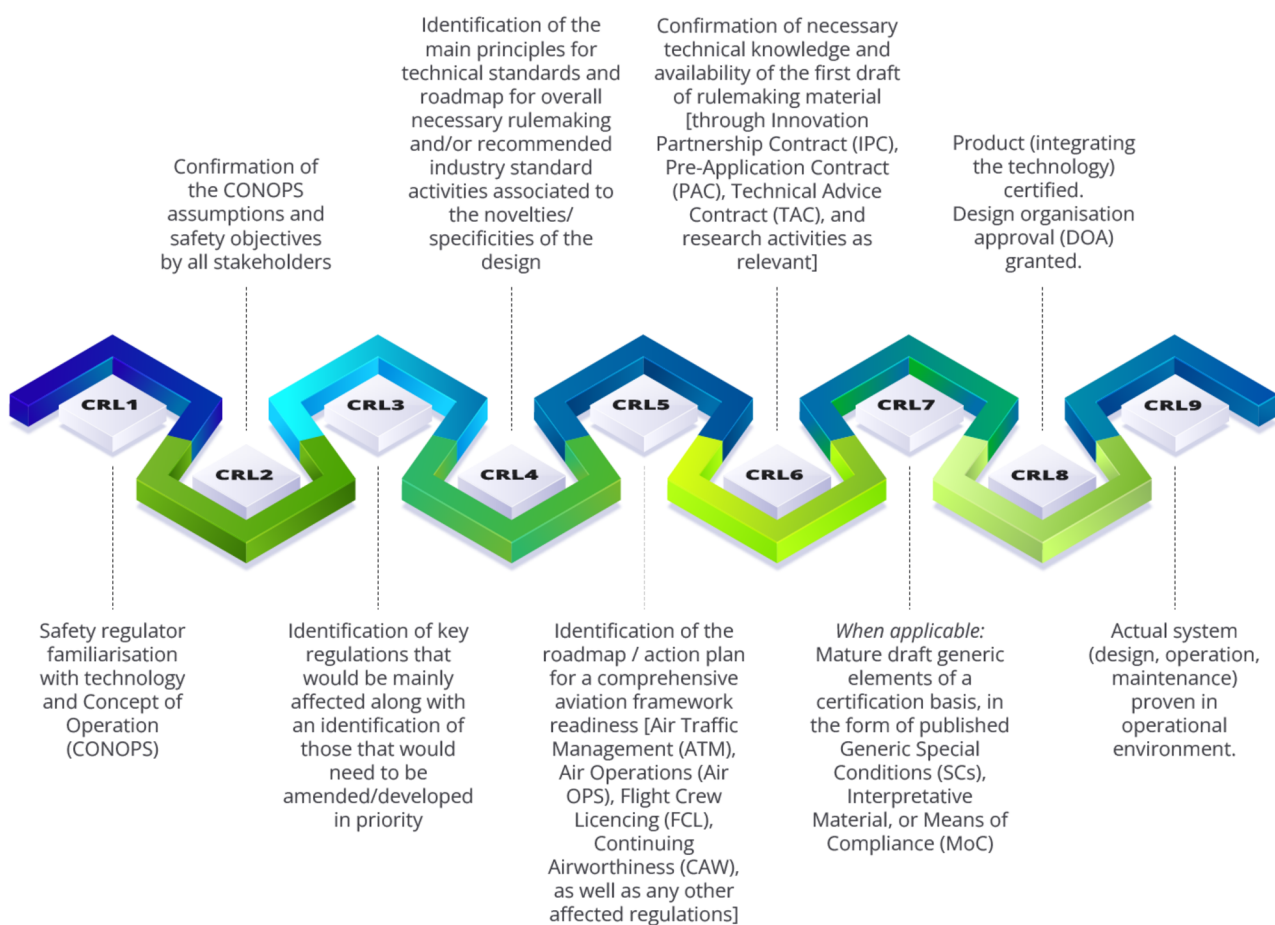 Confirmation of
the CONOPS
assumptions and
safety objectives
by all stakeholders
Identification of the
main principles for
technical standards and
roadmap for overall
necessary rulemaking
and/or recommended
industry standard
activities associated to
the novelties/
specificities of the
design
Confirmation of necessary
technical knowledge and
availability of the first draft
of rulemaking material
[through Innovation
Partnership Contract (IPC),
Pre-Application Contract
(PAC), Technical Advice
Contract (TAC), and
research activities as
relevant]
Product (integrating
the technology)
certified.
Design organisation
approval (DOA)
granted.
CRL1
CRL2
CRL3
CRL4
CRL5
CRL6
CRL7
CRL8
CRL9
Safety regulator
familiarisation
with technology
and Concept of
Operation
(CONOPS)
Identification of key
regulations that
would be mainly
affected along with
an identification of
those that would
need to be
amended/developed
in priority
Identification of the
roadmap / action plan
for a comprehensive
aviation framework
readiness [Air Traffic
Management (ATM),
Air Operations (Air
OPS), Flight Crew
Licencing (FCL),
Continuing
Airworthiness (CAW),
as well as any other
affected regulations]
When applicable:
Mature draft generic
elements of a
certification basis, in
the form of published
Generic Special
Conditions (SCs),
Interpretative
Material, or Means of
Compliance (MoC)
Actual system
(design, operation,
maintenance)
proven in
operational
environment.